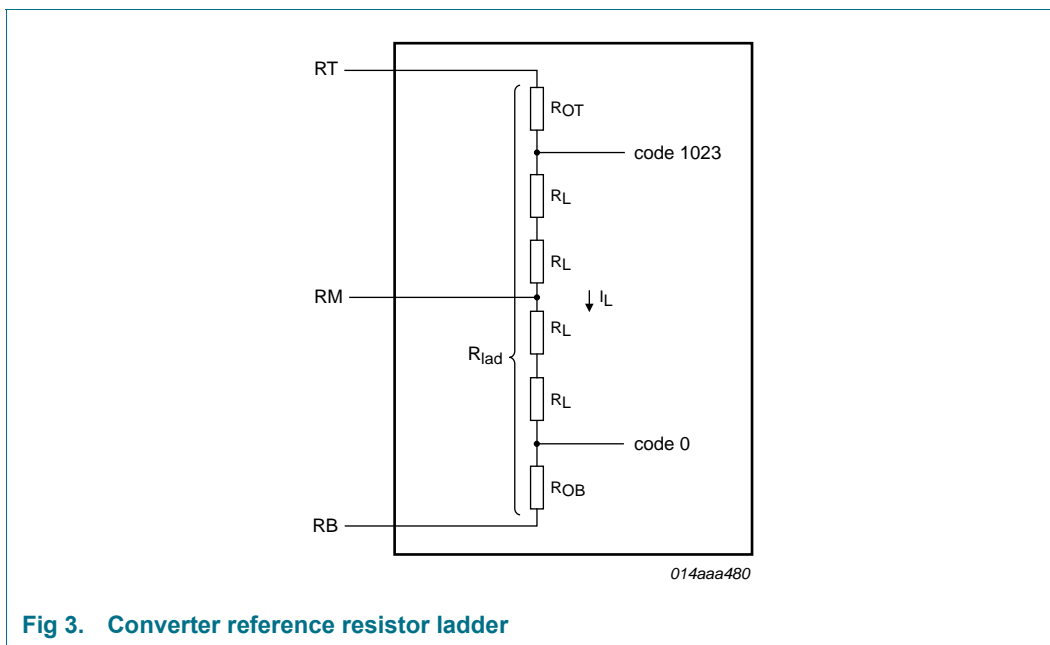 RT
ROT
code 1023
RL
RL
RM
IL
RL
Rlad
RL
code 0
ROB
RB
014aaa480
Fig 3. Converter reference resistor ladder